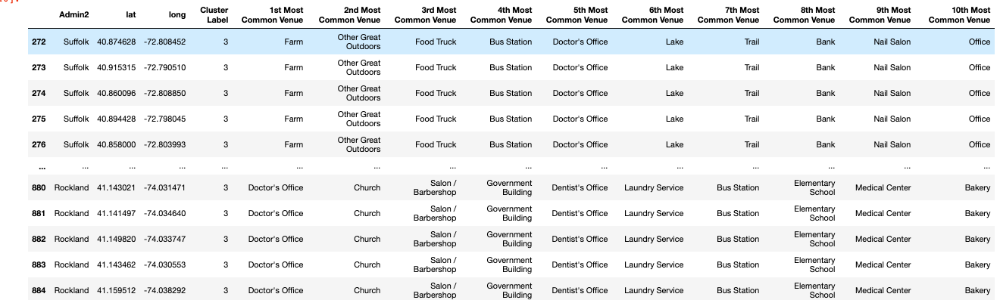 Admin2 lat long Cluster Label 1st Most Common Venue 2nd Most Common Venue 3rd Most Common Venue 4th Most Common Venue 5th Most Common Venue 6th Most Common Venue 7th Most Common Venue 8th Most Common Venue 9th Most Common Venue 10th Most Common Venue
272 Suffolk 40.874628 -72.808452 3 Farm Other Great Outdoors Food Truck Bus Station Doctor's Office Lake Trail Bank Nail Salon Office
273 Suffolk 40.915315 -72.790510 3 Farm Other Great Outdoors Food Truck Bus Station Doctor's Office Lake Trail Bank Nail Salon Office
274 Suffolk 40.860096 -72.808850 3 Farm Other Great Outdoors Food Truck Bus Station Doctor's Office Lake Trail Bank Nail Salon Office
275 Suffolk 40.894428 -72.798045 3 Farm Other Great Outdoors Food Truck Bus Station Doctor's Office Lake Trail Bank Nail Salon Office
276 Suffolk 40.858000 -72.803993 3 Farm Other Great Outdoors Food Truck Bus Station Doctor's Office Lake Trail Bank Nail Salon Office
... ... ... ... ... ... ... ... ... ... ... ... ... ... ...
880 Rockland 41.143021 -74.031471 3 Doctor's Office Church Salon / Barbershop Government Building Dentist's Office Laundry Service Bus Station Elementary School Medical Center Bakery
881 Rockland 41.141497 -74.034640 3 Doctor's Office Church Salon / Barbershop Government Building Dentist's Office Laundry Service Bus Station Elementary School Medical Center Bakery
882 Rockland 41.149820 -74.033747 3 Doctor's Office Church Salon / Barbershop Government Building Dentist's Office Laundry Service Bus Station Elementary School Medical Center Bakery
883 Rockland 41.143462 -74.030553 3 Doctor's Office Church Salon / Barbershop Government Building Dentist's Office Laundry Service Bus Station Elementary School Medical Center Bakery
884 Rockland 41.159512 -74.038292 3 Doctor's Office Church Salon / Barbershop Government Building Dentist's Office Laundry Service Bus Station Elementary School Medical Center Bakery